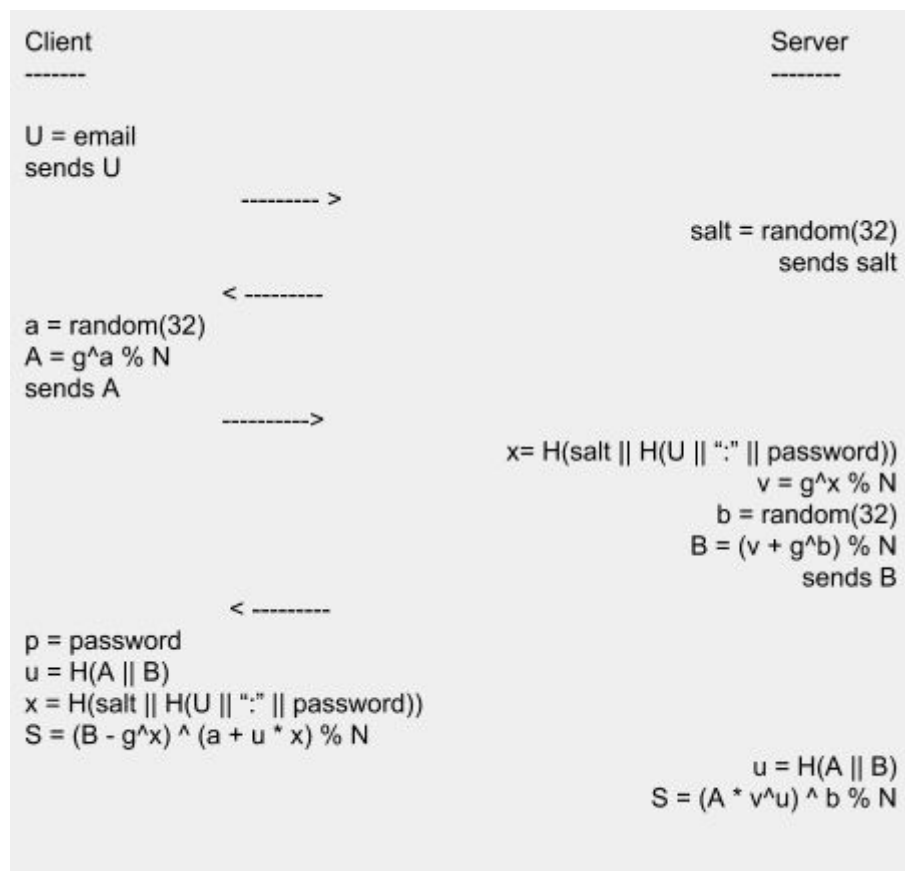 Client Server
------- --------
U = email
sends U
--------- >
salt = random(32)
sends salt
< ---------
a = random(32)
A = g^a % N
sends A
---------->
x= H(salt || H(U || “:” || password))
v = g^x % N
b = random(32)
B = (v + g^b) % N
sends B
< ---------
p = password
u = H(A || B)
x = H(salt || H(U || “:” || password))
S = (B - g^x) ^ (a + u * x) % N
u = H(A || B)
S = (A * v^u) ^ b % N